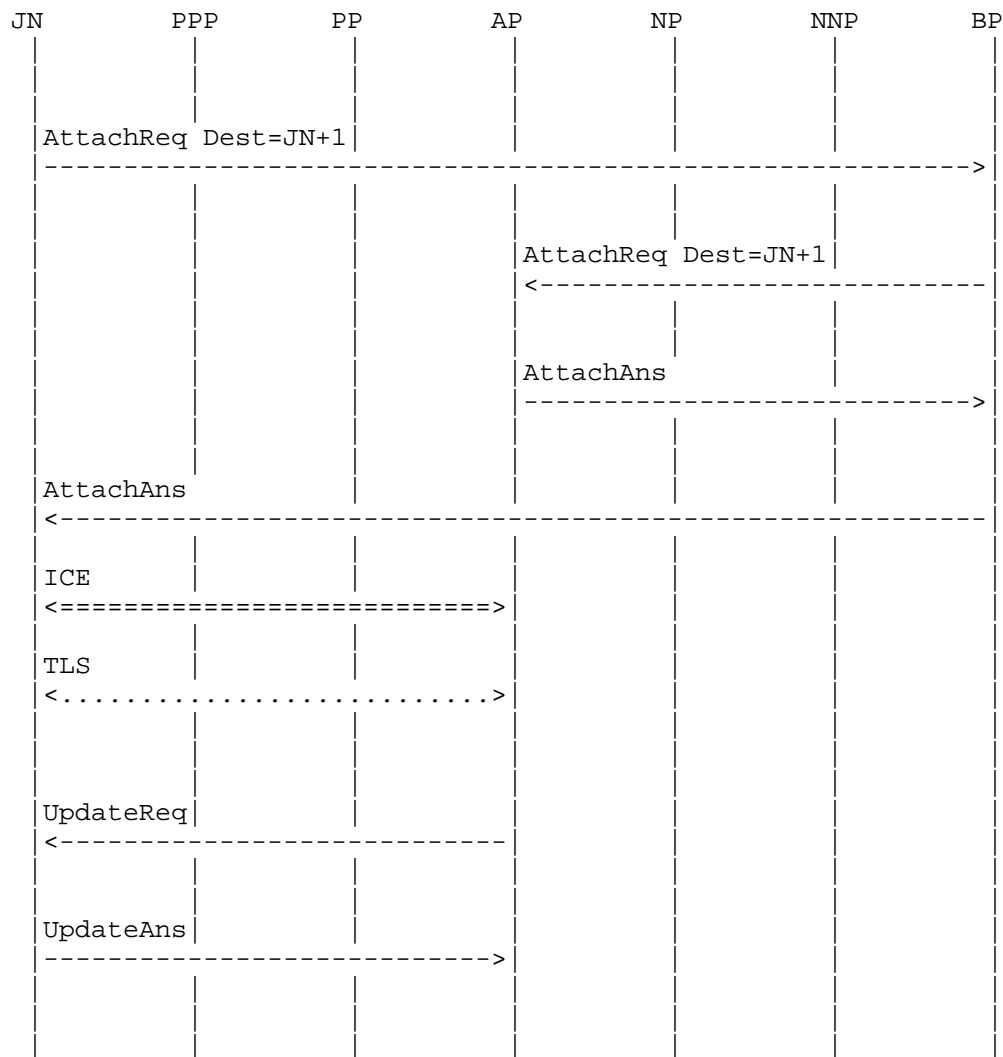 JN PPP PP AP NP NNP BP
AttachReq Dest=JN+1
AttachReq Dest=JN+1
AttachAns
AttachAns
ICE
TLS
UpdateReq
UpdateAns